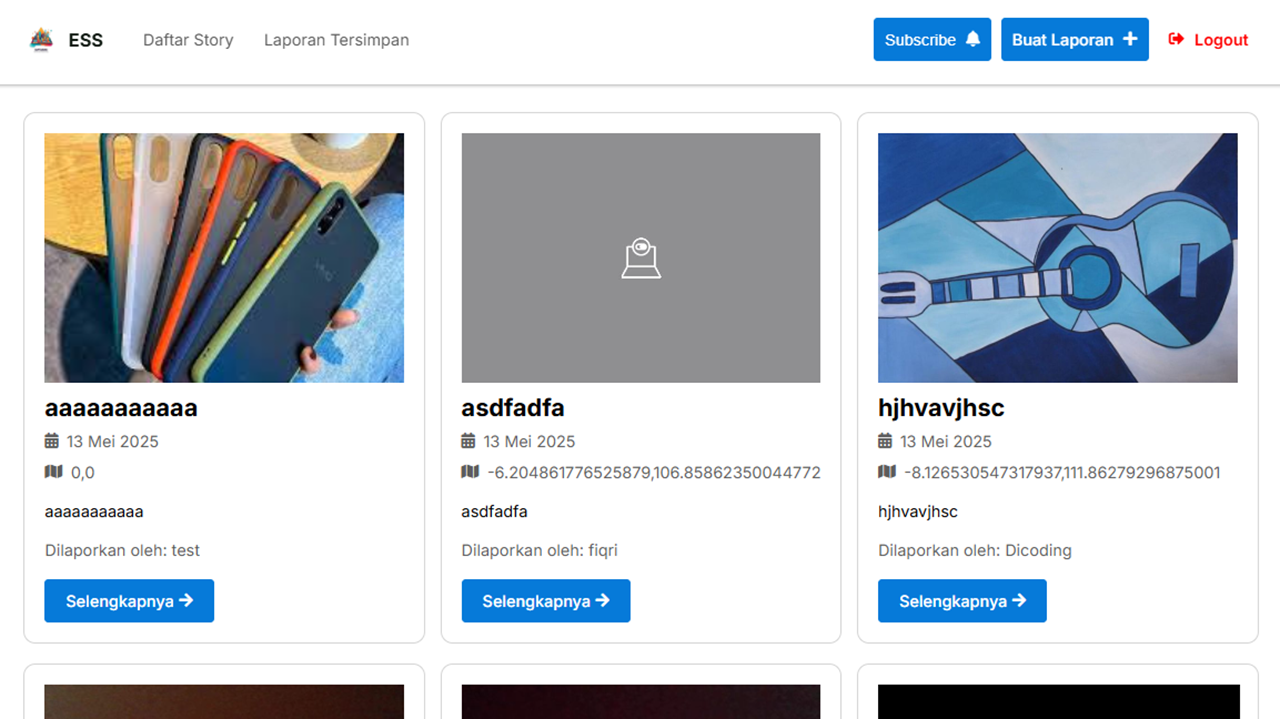 ESS Daftar Story Laporan Tersimpan Subscribe Buat Laporan Logout
aaaaaaaaaaa
13 Mei 2025
0,0
aaaaaaaaaaa
Dilaporkan oleh: test
Selengkapnya
asdfadfa
13 Mei 2025
-6.204861776525879,106.85862350044772
asdfadfa
Dilaporkan oleh: fiqri
Selengkapnya
hjhvavjhsc
13 Mei 2025
-8.126530547317937,111.86279296875001
hjhvavjhsc
Dilaporkan oleh: Dicoding
Selengkapnya